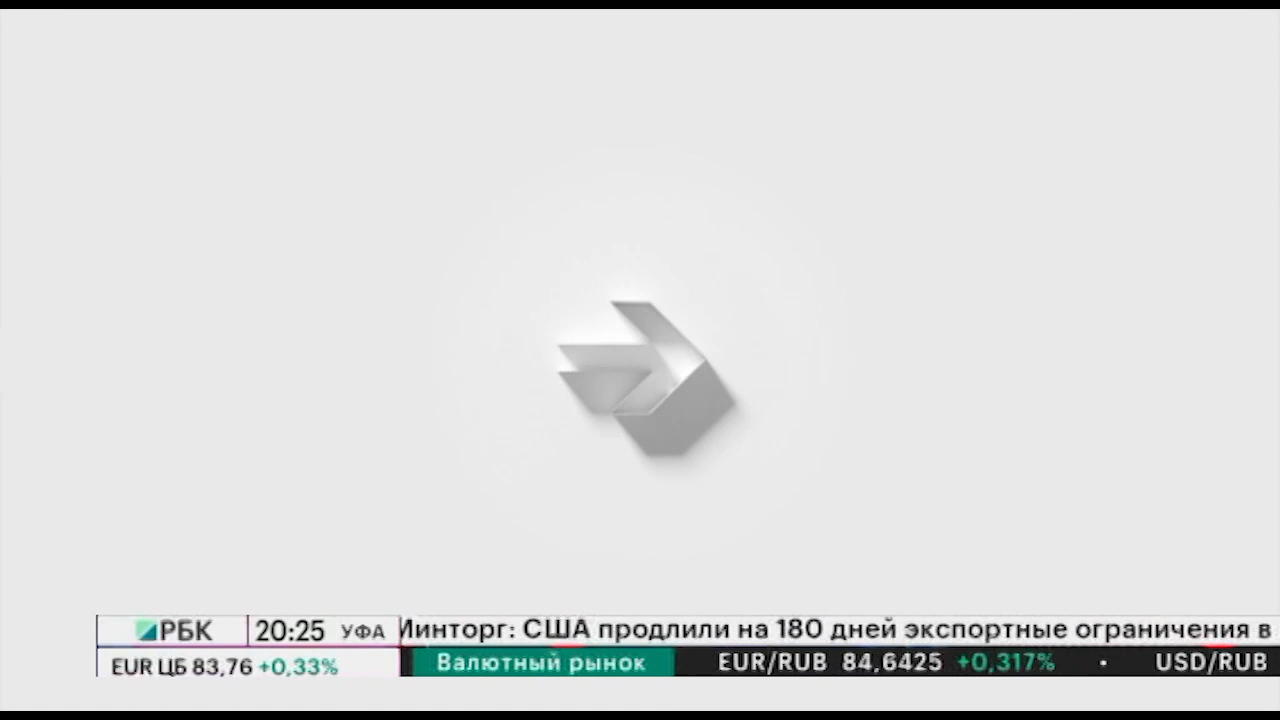 РБК 20:25 УФА Минторг: США продлили на 180 дней экспортные ограничения в
EUR ЦБ 83,76 +0,33% Валютный рынок EUR/RUB 84,6425 +0,317% · USD/RUB